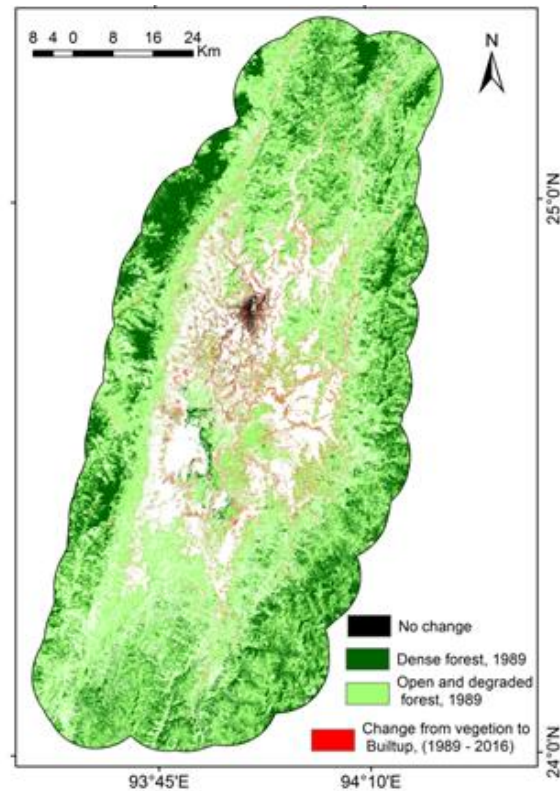 8 4 0 8 16 24
Km
N
25°0'N
No change
Dense forest, 1989
Open and degraded
forest, 1989
Change from vegetion to
Builtup, (1989 - 2016)
24°0'N
93°45'E 94°10'E